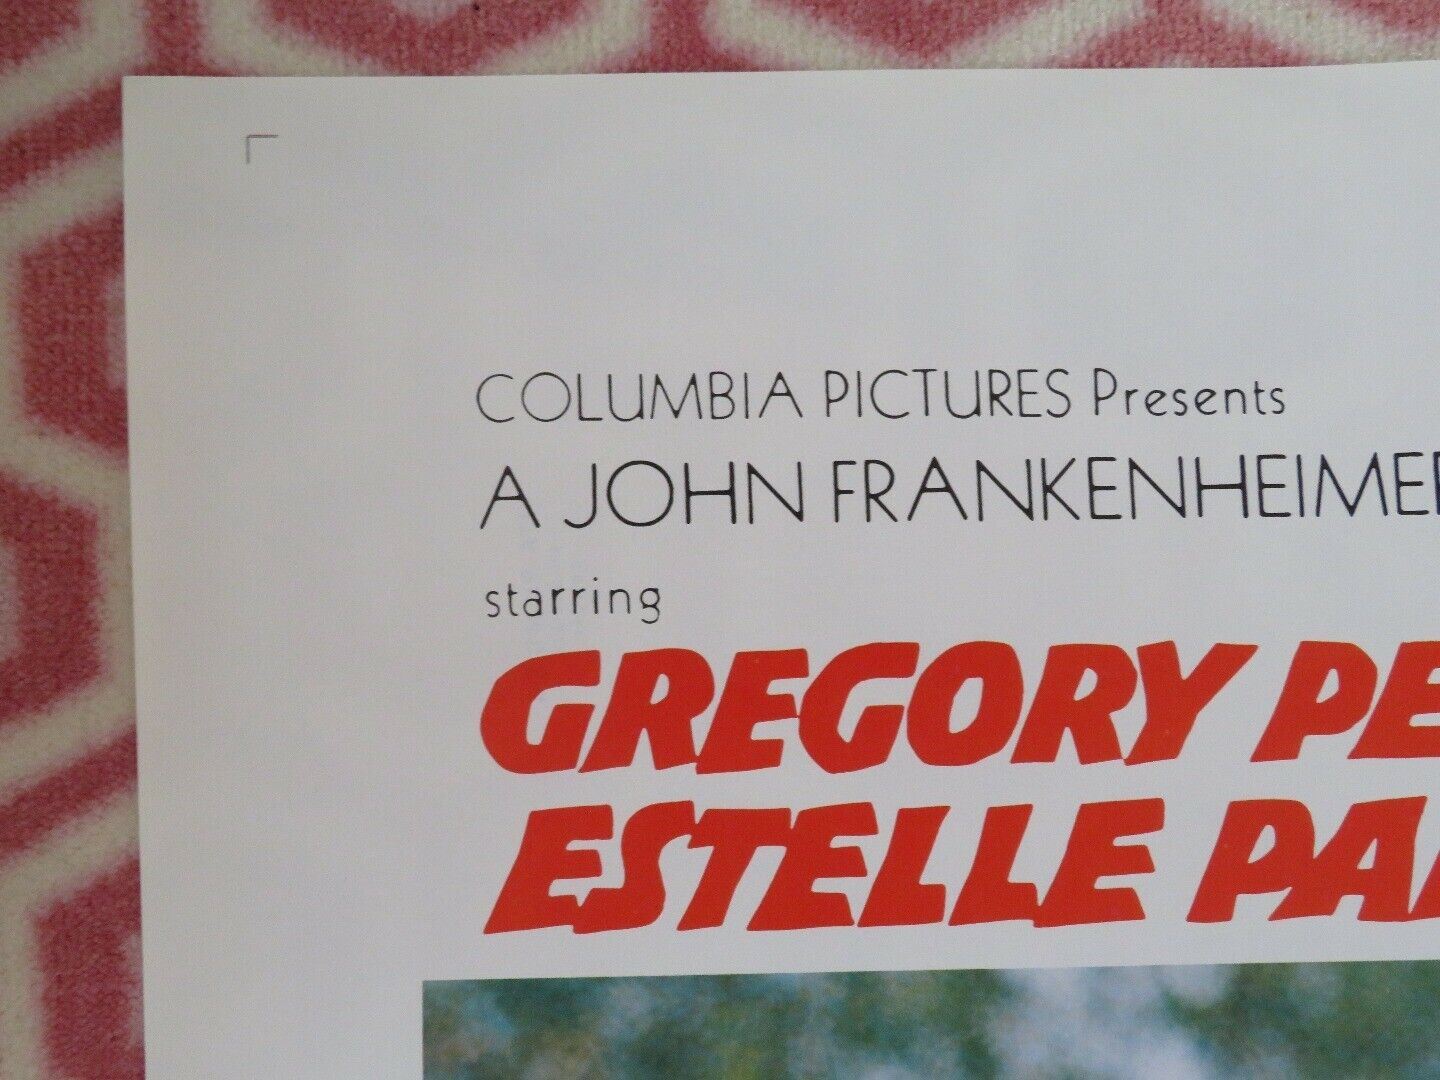 COLUMBIA PICTURES Presents
A JOHN FRANKENHEIMER
starring
GREGORY PE
ESTELLE PA